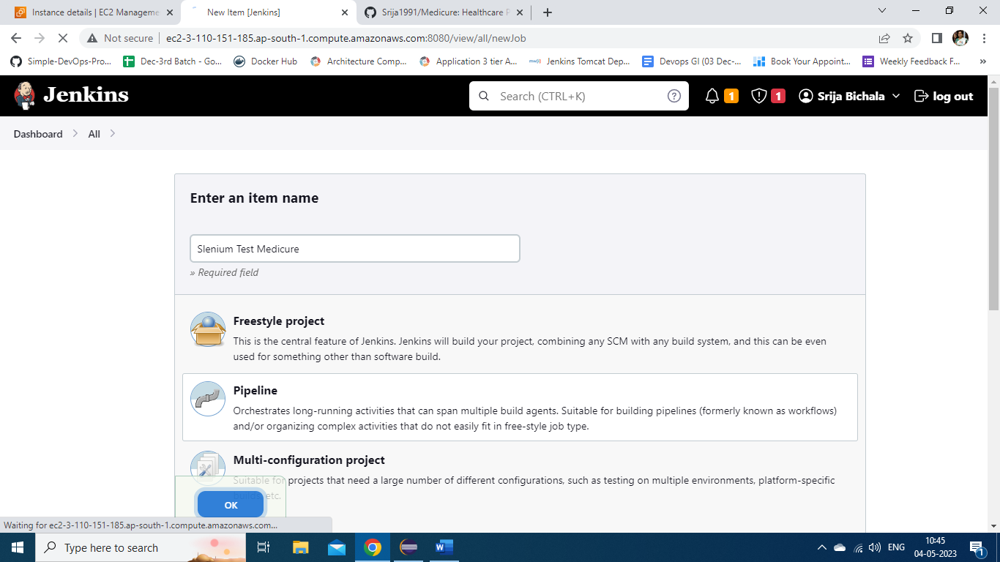 Instance details | EC2 Manageme
New Item [Jenkins]
Srija1991/Medicure: Healthcare P
Not secure
ec2-3-110-151-185.ap-south-1.compute.amazonaws.com:8080/view/all/newJob
Simple-DevOps-Pro...
Dec-3rd Batch - Go...
Docker Hub
Architecture Comp...
Application 3 tier A...
Jenkins Tomcat Dep...
Devops GI (03 Dec-...
Book Your Appoint...
Weekly Feedback F...
»
Jenkins
Search (CTRL+K)
1
1
Srija Bichala
log out
Dashboard
All
Enter an item name
Slenium Test Medicure
» Required field
Freestyle project
This is the central feature of Jenkins. Jenkins will build your project, combining any SCM with any build system, and this can be even
used for something other than software build.
Pipeline
Orchestrates long-running activities that can span multiple build agents. Suitable for building pipelines (formerly known as workflows)
and/or organizing complex activities that do not easily fit in free-style job type.
Multi-configuration project
Suitable for projects that need a large number of different configurations, such as testing on multiple environments, platform-specific
builds, etc.
OK
Waiting for ec2-3-110-151-185.ap-south-1.compute.amazonaws.com...
Type here to search
ENG
10:45
04-05-2023
1